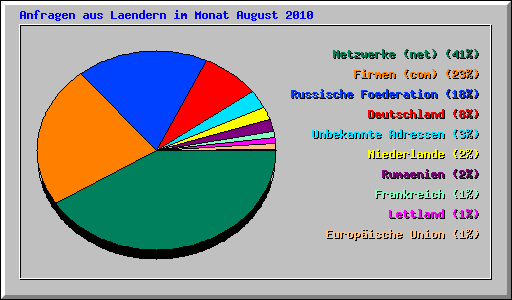 Anfragen aus Laendern im Monat August 2010
Netzwerke (net) (41%)
Firmen (com) (23%)
Russische Foederation (18%)
Deutschland (8%)
Unbekannte Adressen (3%)
Niederlande (2%)
Rumaenien (2%)
Frankreich (1%)
Lettland (1%)
Europäische Union (1%)